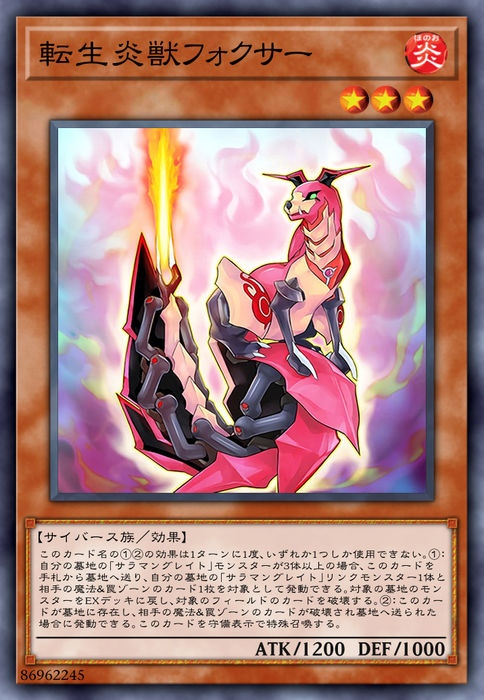 転生炎獣フォクサー
ほのお
炎
【サイバース族／効果】
このカード名の①②の効果は1ターンに1度、いずれか1つしか使用できない。①：
自分の墓地の「サラマングレイト」モンスターが3体以上の場合、このカードを
手札から墓地へ送り、自分の墓地の「サラマングレイト」リンクモンスター1体と
相手の魔法&罠ゾーンのカード1枚を対象として発動できる。対象の墓地のモン
スターをEXデッキに戻し、対象のフィールドのカードを破壊する。②：このカー
ドが墓地に存在し、相手の魔法&罠ゾーンのカードが破壊され墓地へ送られた
場合に発動できる。このカードを守備表示で特殊召喚する。
ATK/1200 DEF/1000
86962245